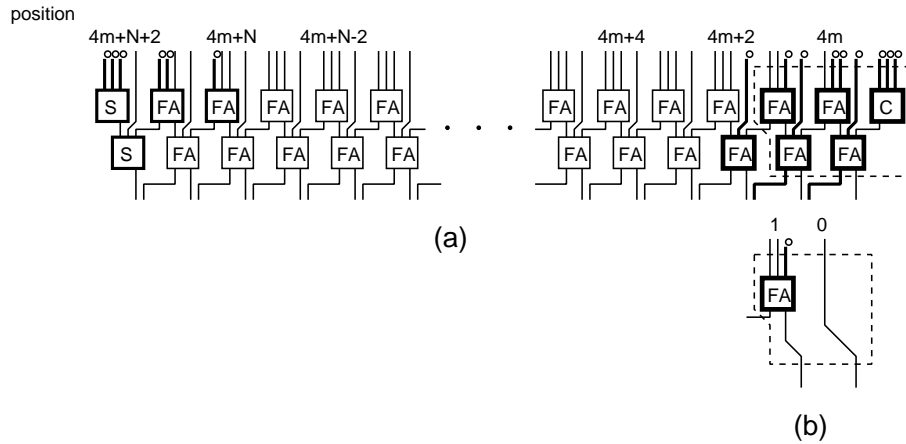 position
4m+N+2 4m+N 4m+N-2 4m+4 4m+2 4m
S FA FA FA FA FA FA FA FA FA FA FA C
S FA FA FA FA FA FA FA FA FA FA FA
(a)
1 0
FA
(b)